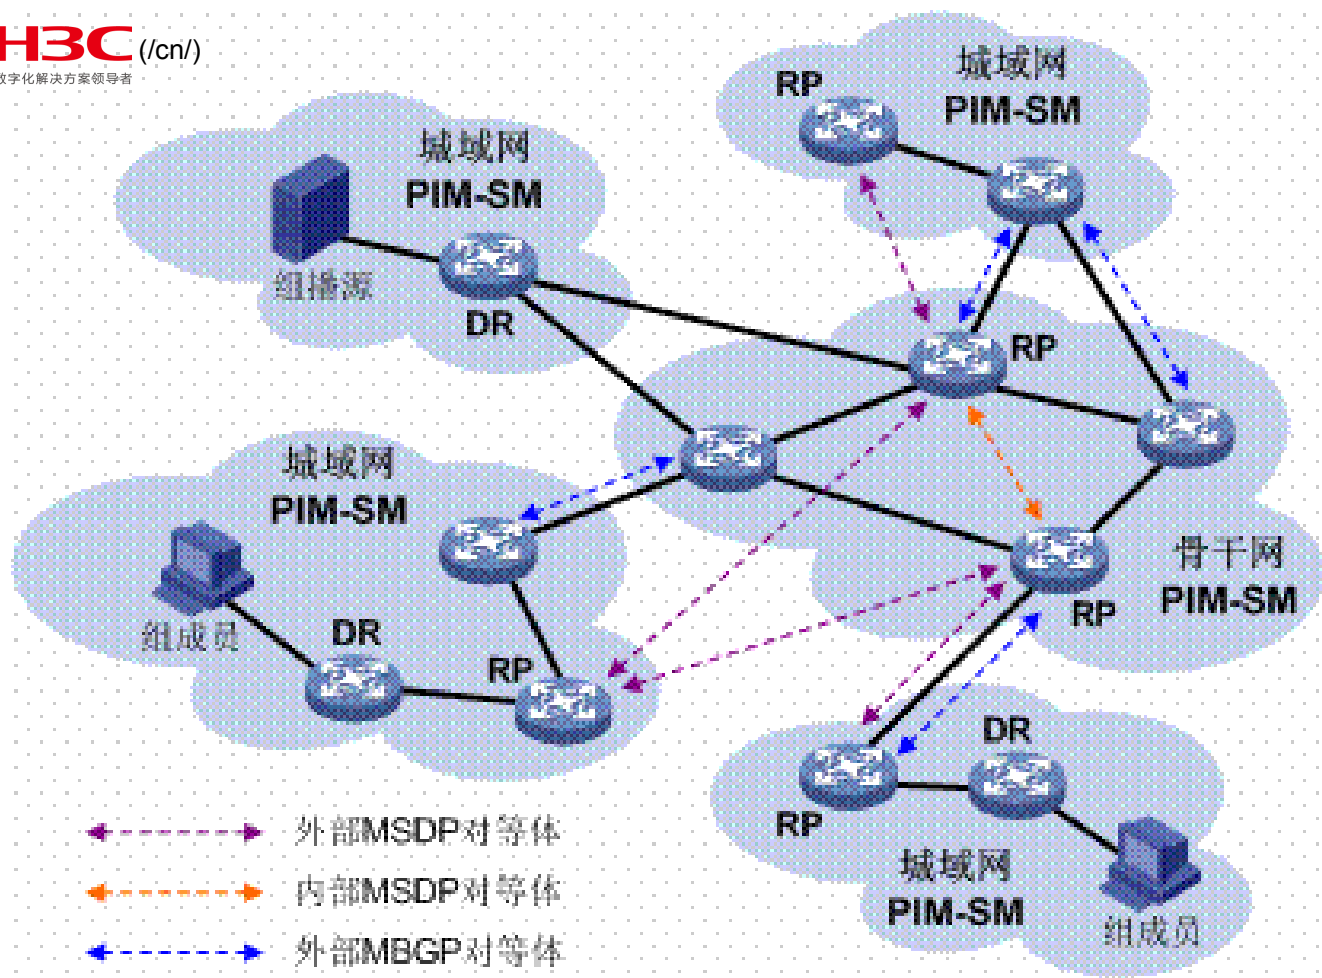 H3C (/cn/)
数字化解决方案领导者
RP
城域网
PIM-SM
城域网
PIM-SM
组播源
DR
RP
城域网
PIM-SM
组成员
DR
RP
骨干网
PIM-SM
RP
DR
RP
城域网
PIM-SM
组成员
外部MSDP对等体
内部MSDP对等体
外部MBGP对等体